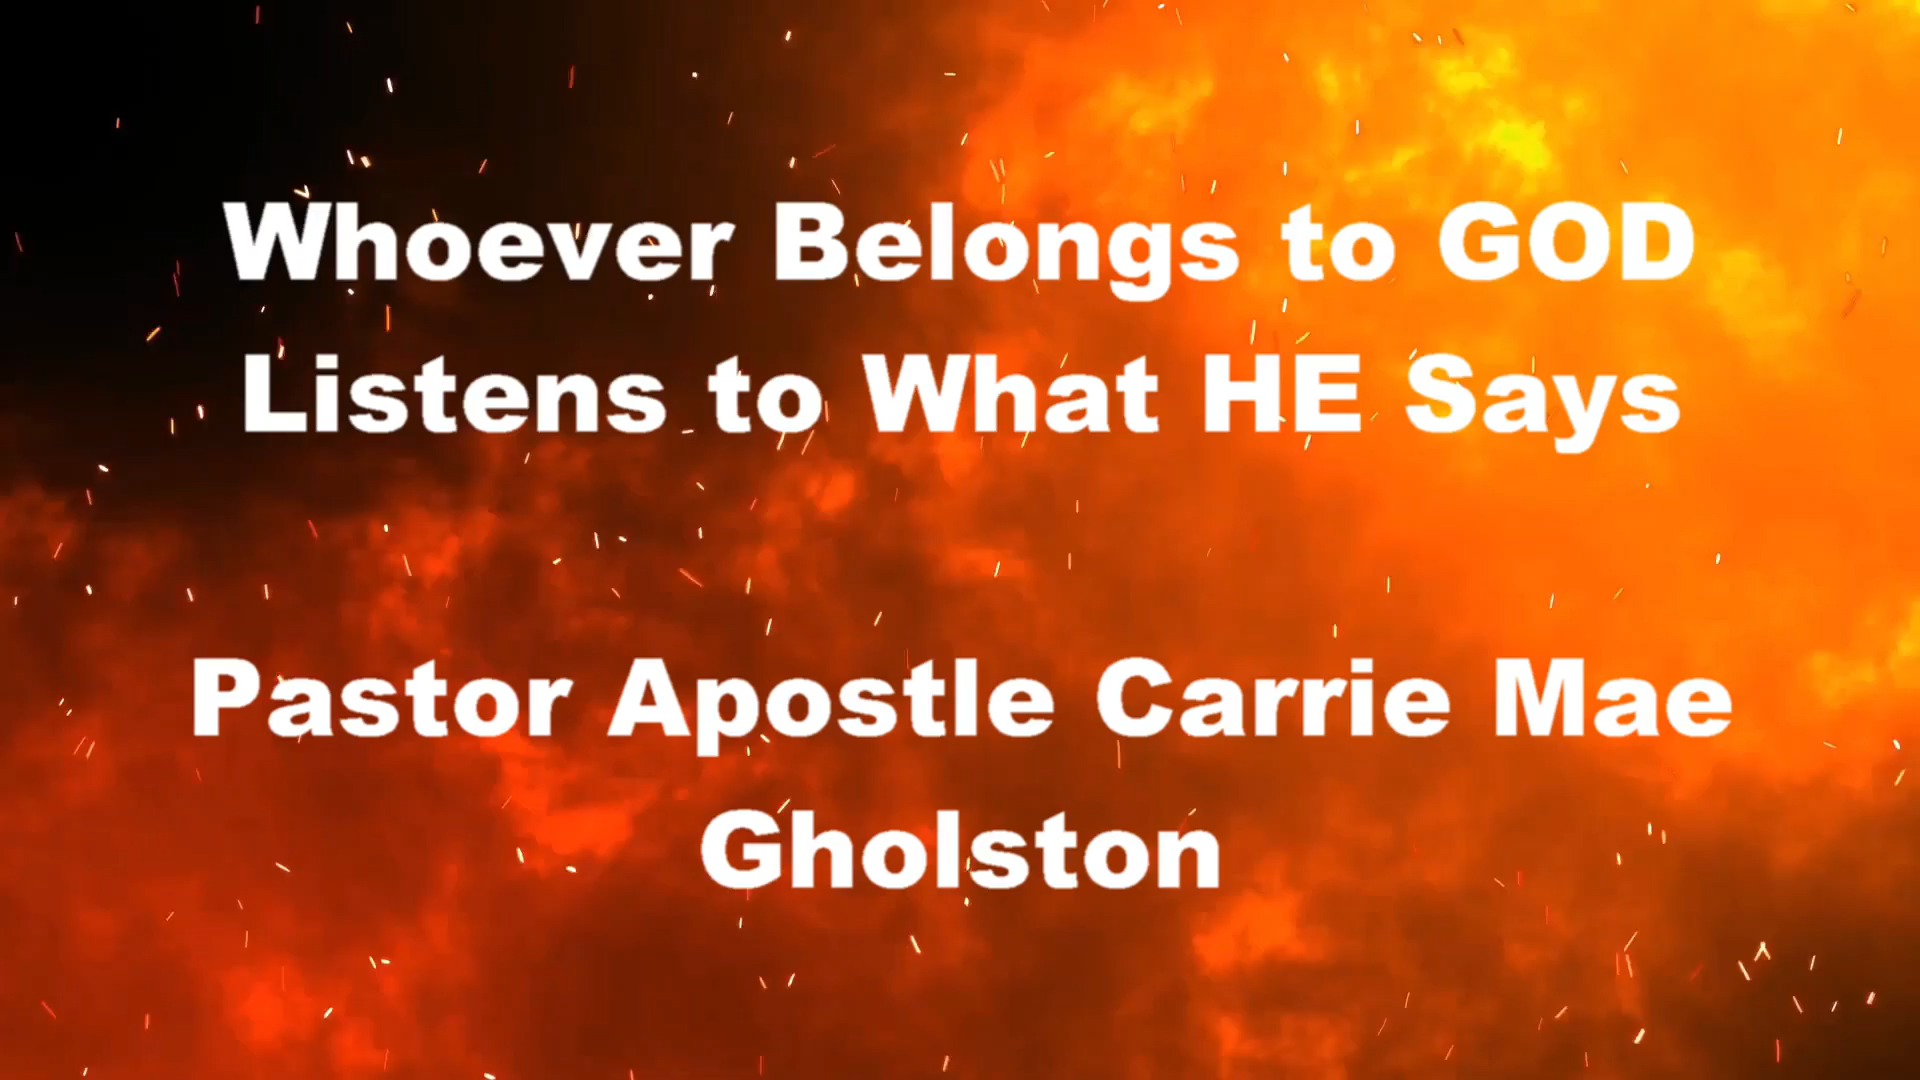 Whoever Belongs to GOD
Listens to What HE Says
Pastor Apostle Carrie Mae
Gholston